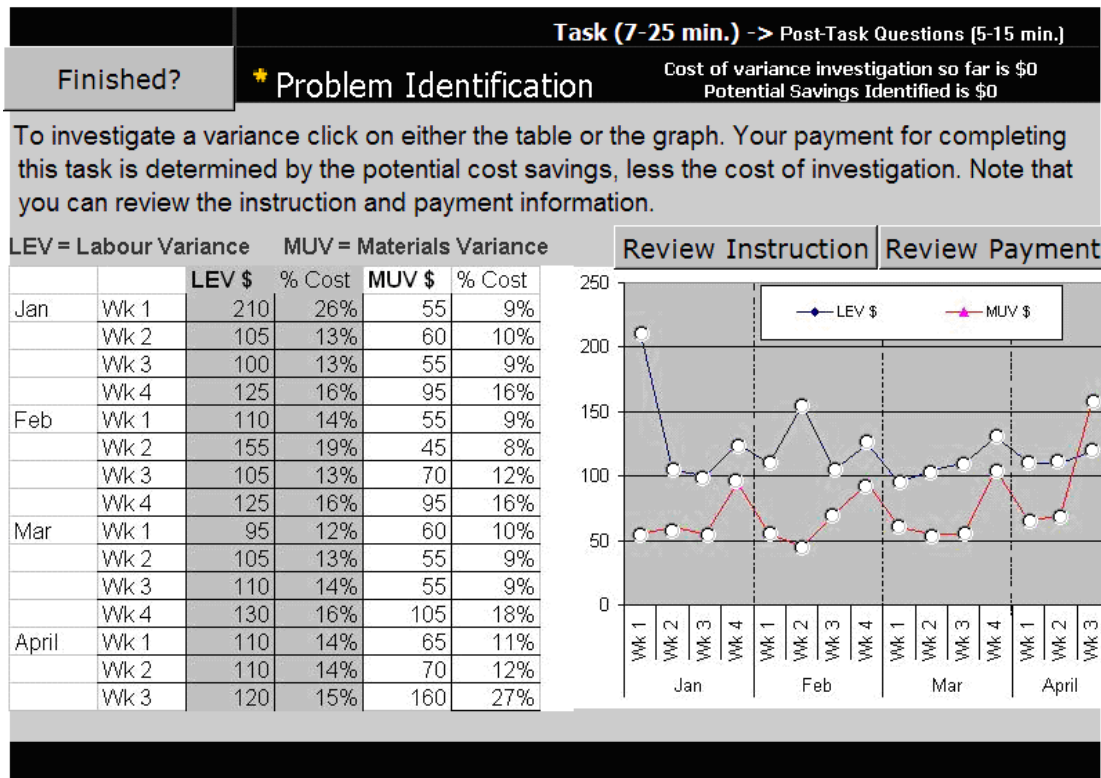 Task (7-25 min.) -> Post-Task Questions (5-15 min.)
Finished?
* Problem Identification
Cost of variance investigation so far is $0
Potential Savings Identified is $0
To investigate a variance click on either the table or the graph. Your payment for completing
this task is determined by the potential cost savings, less the cost of investigation. Note that
you can review the instruction and payment information.
LEV = Labour Variance MUV = Materials Variance
Review Instruction Review Payment
LEV $ % Cost MUV $ % Cost
Jan Wk 1 210 26% 55 9%
Wk 2 105 13% 60 10%
Wk 3 100 13% 55 9%
Wk 4 125 16% 95 16%
Feb Wk 1 110 14% 55 9%
Wk 2 155 19% 45 8%
Wk 3 105 13% 70 12%
Wk 4 125 16% 95 16%
Mar Wk 1 95 12% 60 10%
Wk 2 105 13% 55 9%
Wk 3 110 14% 55 9%
Wk 4 130 16% 105 18%
April Wk 1 110 14% 65 11%
Wk 2 110 14% 70 12%
Wk 3 120 15% 160 27%
LEV $ MUV $
250
200
150
100
50
0
Wk 1 Wk 2 Wk 3 Wk 4 Wk 1 Wk 2 Wk 3 Wk 4 Wk 1 Wk 2 Wk 3 Wk 4 Wk 1 Wk 2 Wk 3
Jan Feb Mar April